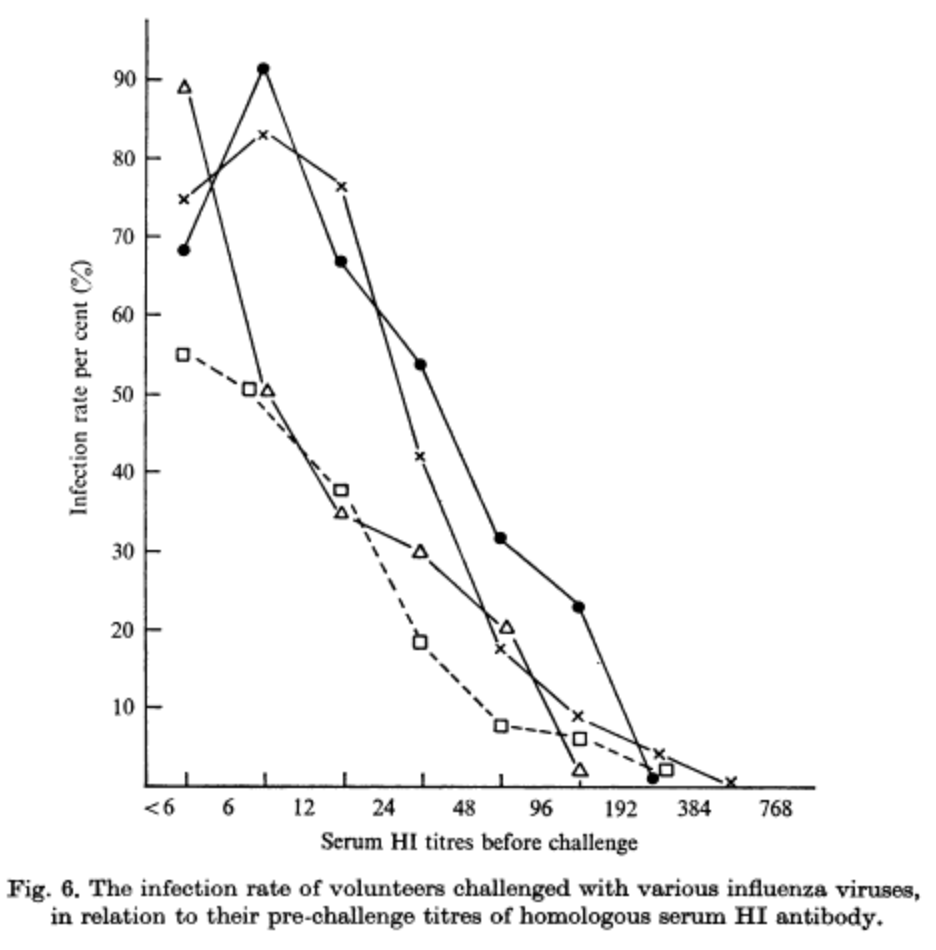 90
80
70
60
50
40
30
20
10
Infection rate per cent (%)
<6 6 12 24 48 96 192 384 768
Serum HI titres before challenge
Fig. 6. The infection rate of volunteers challenged with various influenza viruses,
in relation to their pre-challenge titres of homologous serum HI antibody.